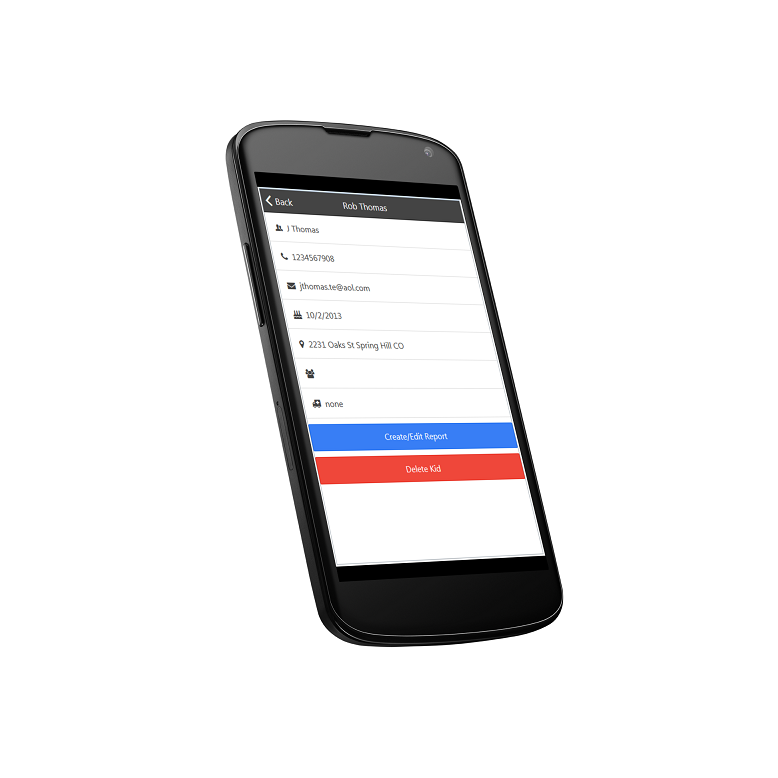 Back
Rob Thomas
J Thomas
1234567908
jthomas.te@aol.com
10/2/2013
2231 Oaks St Spring Hill CO
none
Create/Edit Report
Delete Kid